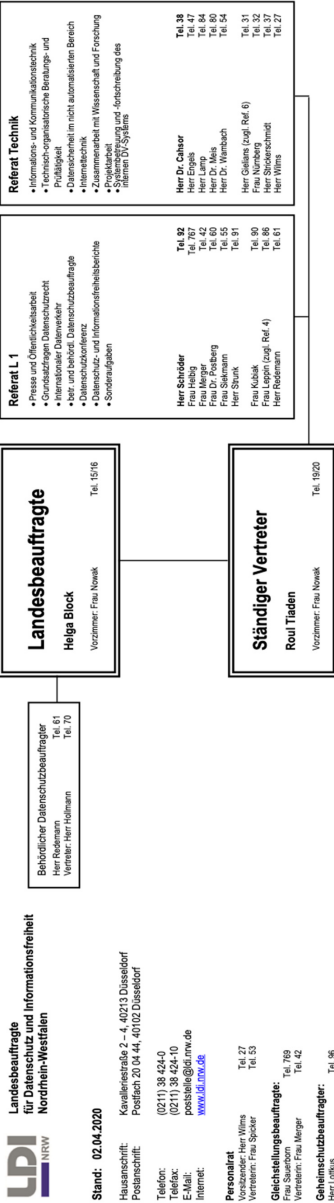 LDI
NRW
Landesbeauftragte
für Datenschutz und Informationsfreiheit
Nordrhein-Westfalen
Stand: 02.04.2020
Hausanschrift: Kavalleriestraße 2 – 4, 40213 Düsseldorf
Postanschrift: Postfach 20 04 44, 40102 Düsseldorf
Telefon: (0211) 38 424-0
Telefax: (0211) 38 424-10
E-Mail: poststelle@ldi.nrw.de
Internet: www.ldi.nrw.de
Personalrat
Vorsitzender: Herr Wilms Tel. 27
Vertreterin: Frau Spicker Tel. 53
Gleichstellungsbeauftragte:
Frau Sauerborn Tel. 769
Vertreterin: Frau Merger Tel. 42
Geheimschutzbeauftragter:
Tel. 96
Behördlicher Datenschutzbeauftragter
Herr Redemann Tel. 61
Vertreter: Herr Hollmann Tel. 70
Landesbeauftragte
Helga Block
Vorzimmer: Frau Nowak Tel. 15/16
Ständiger Vertreter
Roul Tiaden
Vorzimmer: Frau Nowak Tel. 19/20
Referat L 1
• Presse und Öffentlichkeitsarbeit
• Grundsatzfragen Datenschutzrecht
• Internationaler Datenverkehr
• betr. und behördl. Datenschutzbeauftragte
• Datenschutzkonferenz
• Datenschutz- und Informationsfreiheitsberichte
• Sonderaufgaben
Herr Schröder Tel. 92
Frau Helbig Tel. 767
Frau Merger Tel. 42
Frau Dr. Postberg Tel. 60
Frau Siekmann Tel. 55
Herr Strunk Tel. 91
Frau Kubiak Tel. 90
Frau Leppin (zugl. Ref. 4) Tel. 86
Herr Redemann Tel. 61
Referat Technik
• Informations- und Kommunikationstechnik
• Technisch-organisatorische Beratungs- und
Prüftätigkeit
• Datensicherheit im nicht automatisierten Bereich
• Internettechnik
• Zusammenarbeit mit Wissenschaft und Forschung
• Projektarbeit
• Systembetreuung und -fortschreibung des
internen DV-Systems
Herr Dr. Cahsor Tel. 38
Herr Engels Tel. 47
Herr Lamp Tel. 84
Herr Dr. Meis Tel. 80
Herr Dr. Wambach Tel. 54
Herr Gielians (zugl. Ref. 6) Tel. 31
Frau Nürnberg Tel. 32
Herr Strickerschmidt Tel. 37
Herr Wilms Tel. 27